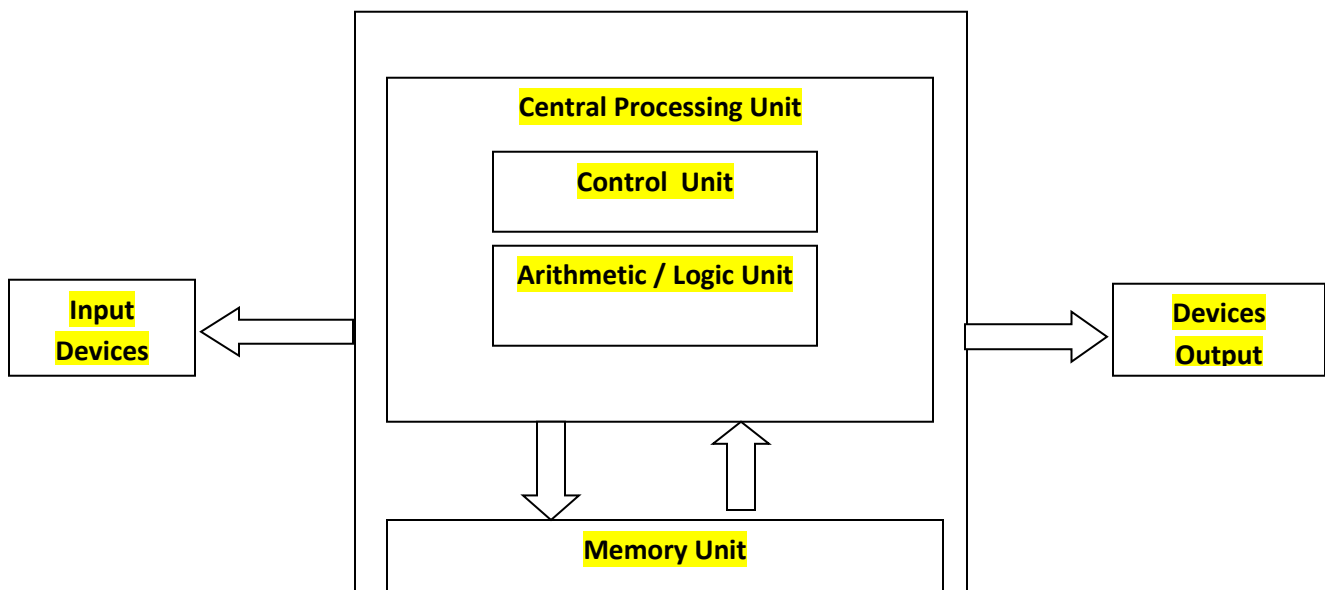 Central Processing Unit
Control Unit
Arithmetic / Logic Unit
Input
Devices
Devices
Output
Memory Unit